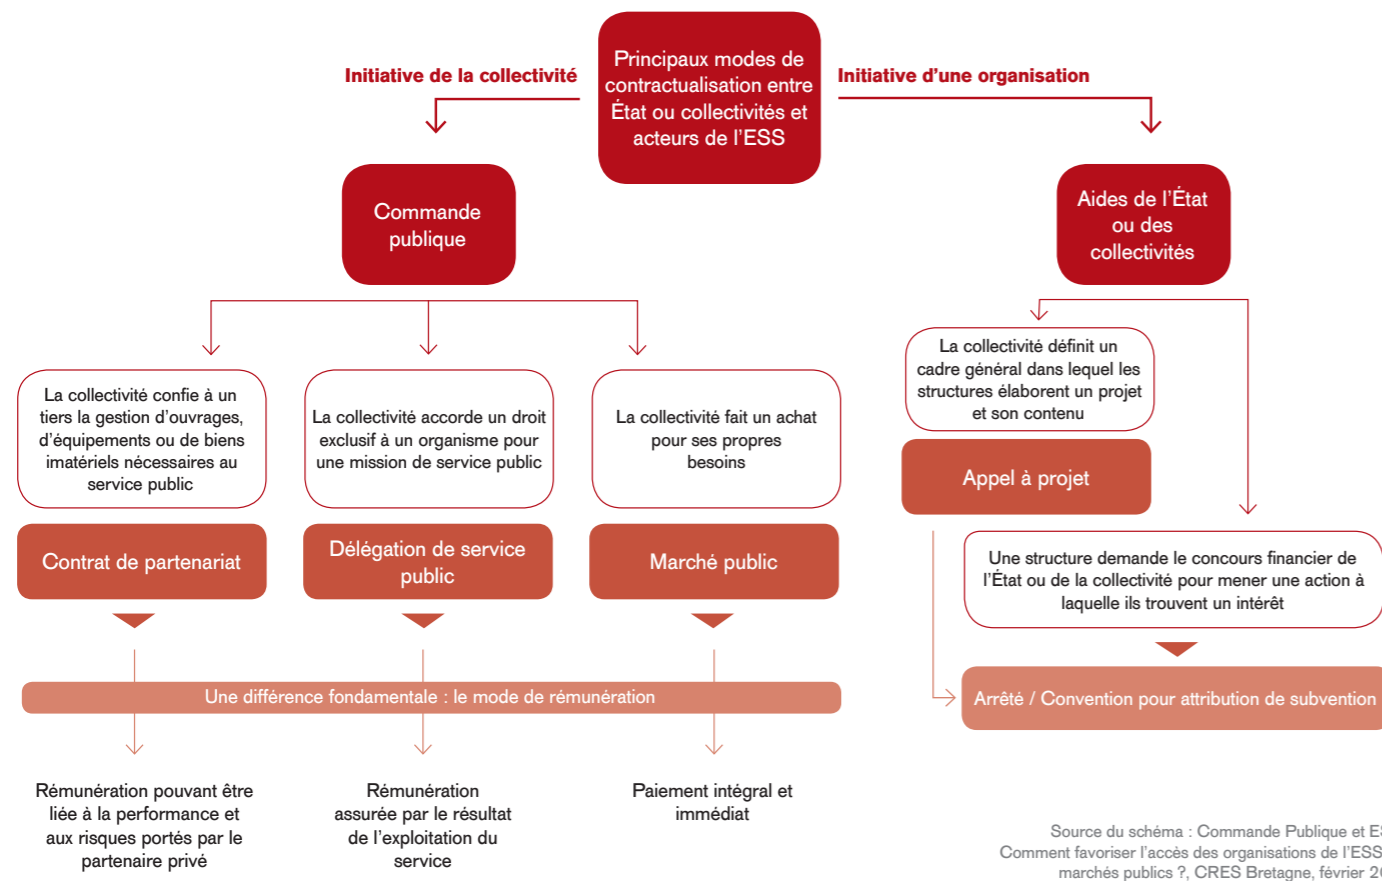 Principaux modes de
contractualisation entre
État ou collectivités et
acteurs de l'ESS
Initiative de la collectivité
Initiative d'une organisation
Commande
publique
Aides de l'État
ou des
collectivités
La collectivité confie à un
tiers la gestion d'ouvrages,
d'équipements ou de biens
imatériels nécessaires au
service public
Contrat de partenariat
La collectivité accorde un droit
exclusif à un organisme pour
une mission de service public
Délégation de service
public
La collectivité fait un achat
pour ses propres
besoins
Marché public
La collectivité définit un
cadre général dans lequel les
structures élaborent un projet
et son contenu
Appel à projet
Une structure demande le concours financier de
l'État ou de la collectivité pour mener une action à
laquelle ils trouvent un intérêt
Arrêté / Convention pour attribution de subvention
Une différence fondamentale : le mode de rémunération
Rémunération pouvant être
liée à la performance et
aux risques portés par le
partenaire privé
Rémunération
assurée par le résultat
de l'exploitation du
service
Paiement intégral et
immédiat
Source du schéma : Commande Publique et
Comment favoriser l'accès des organisations de l'ESS
marchés publics ?, CRES Bretagne, février